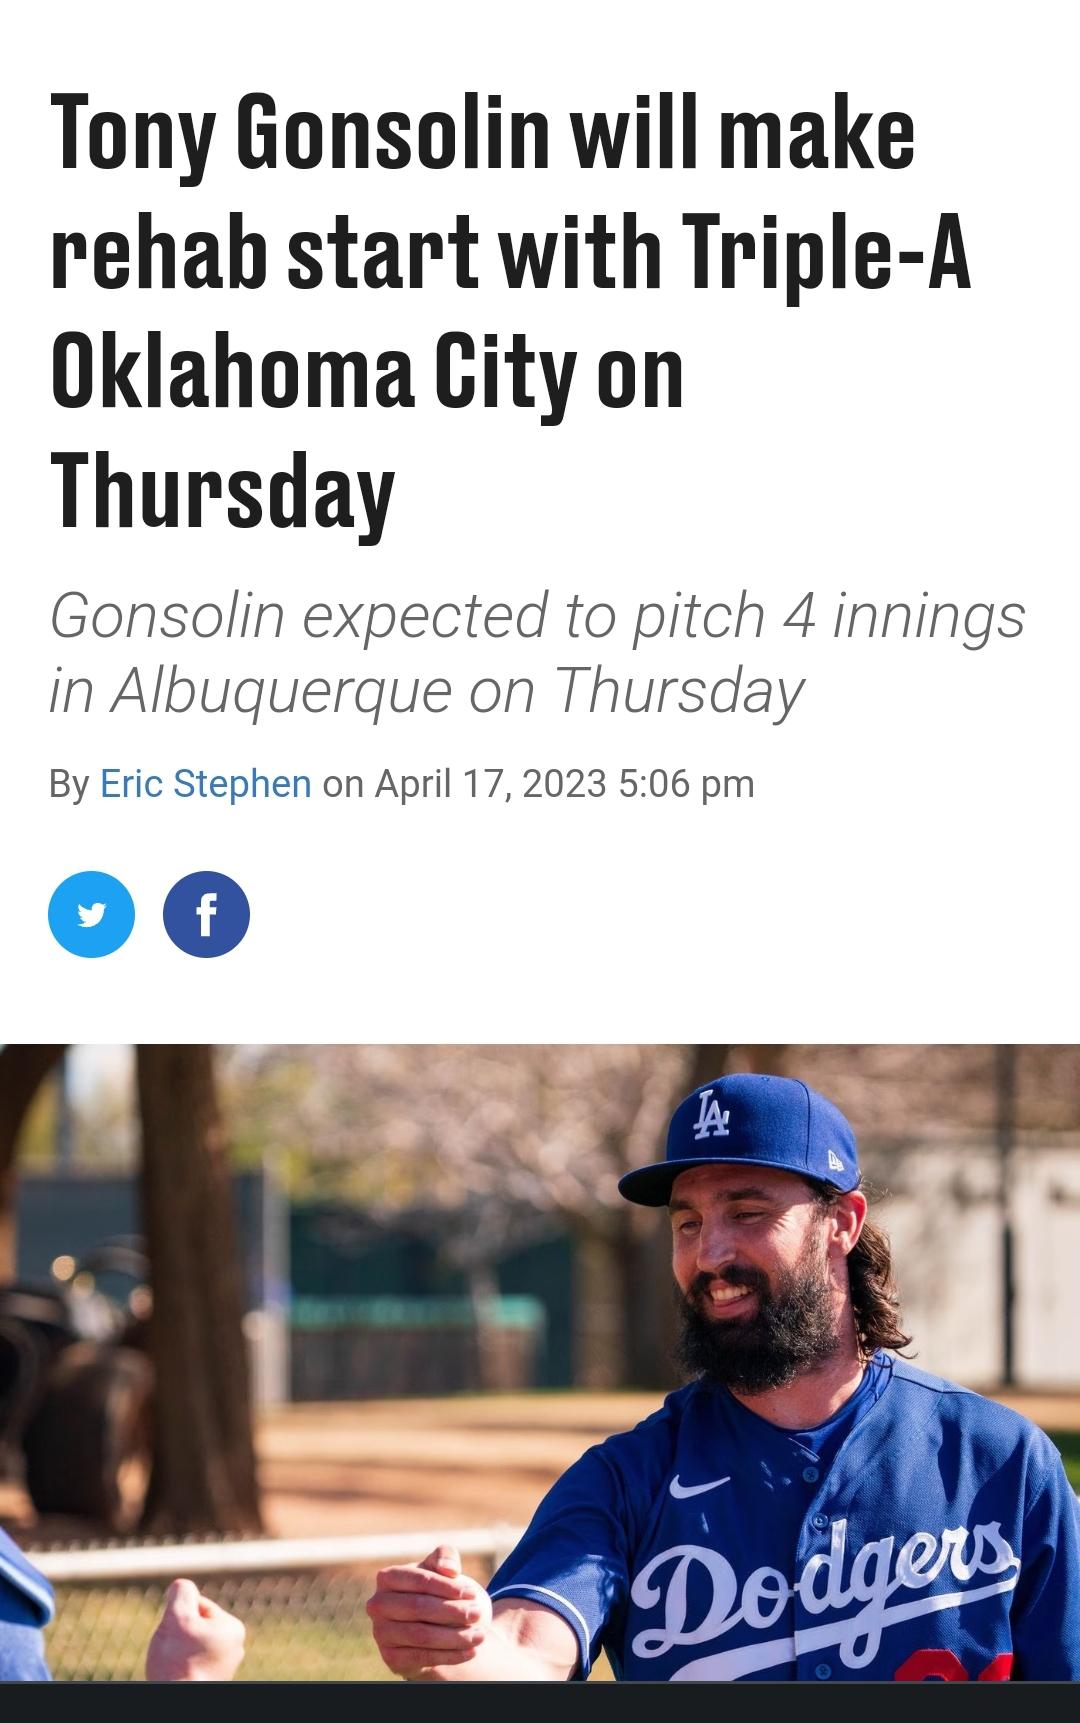 Tony Gonsolin will make
rehab start with Triple-A
Oklahoma City on
Thursday
Gonsolin expected to pitch 4 innings
in Albuquerque on Thursday
By Eric Stephen on April 17, 2023 5:06 pm
LA
Dodgers